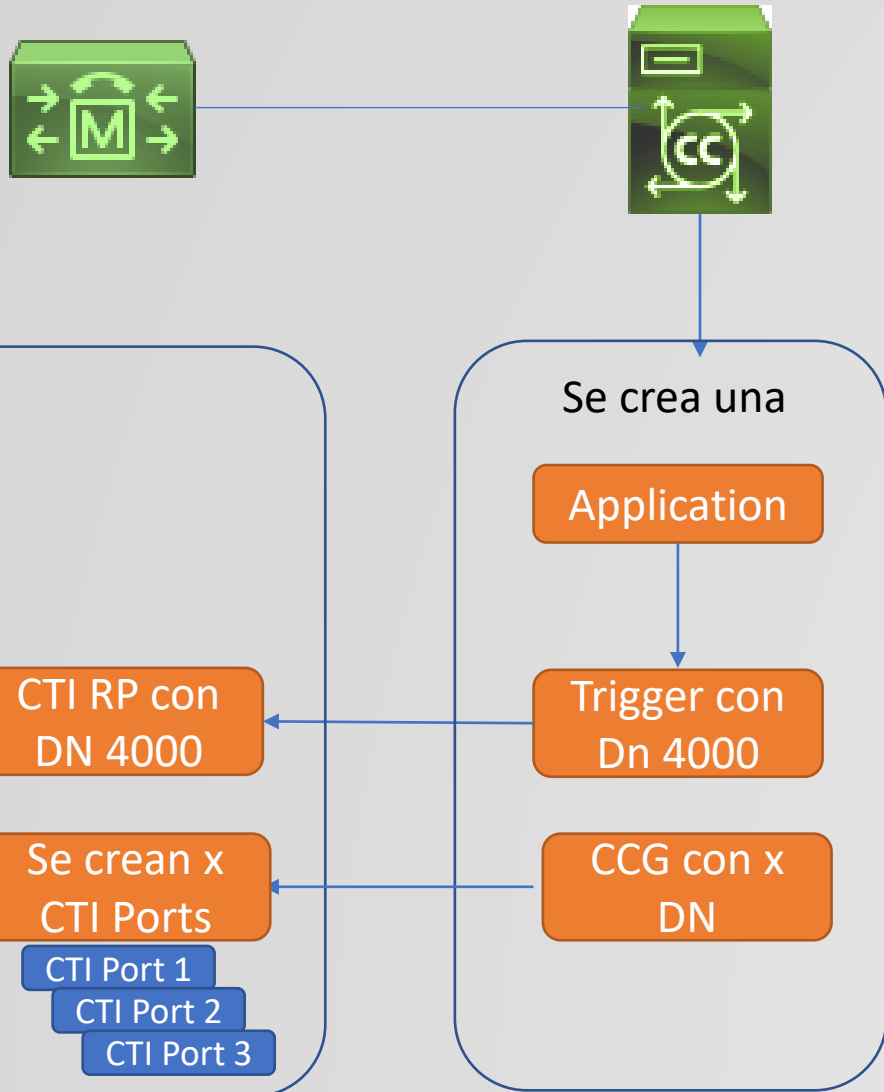 M
CC
Se crea una
Application
CTI RP con
DN 4000
Trigger con
Dn 4000
Se crean x
CTI Ports
CCG con x
DN
CTI Port 1
CTI Port 2
CTI Port 3